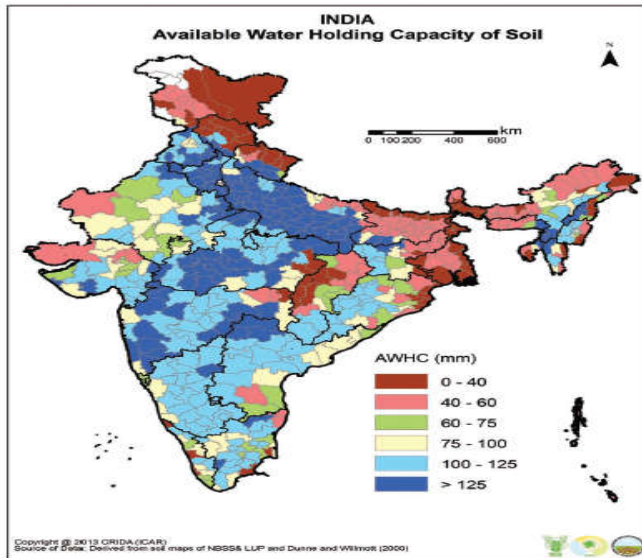 INDIA
Available Water Holding Capacity of Soil
N
km
0 100 200 400 600
AWHC (mm)
0 - 40
40 - 60
60 - 75
75 - 100
100 - 125
> 125
Copyright @ 2013 CRIDA (ICAR)
Source of Data: Derived from soil maps of NBSS& LUP and Dunne and Willmott (2000)